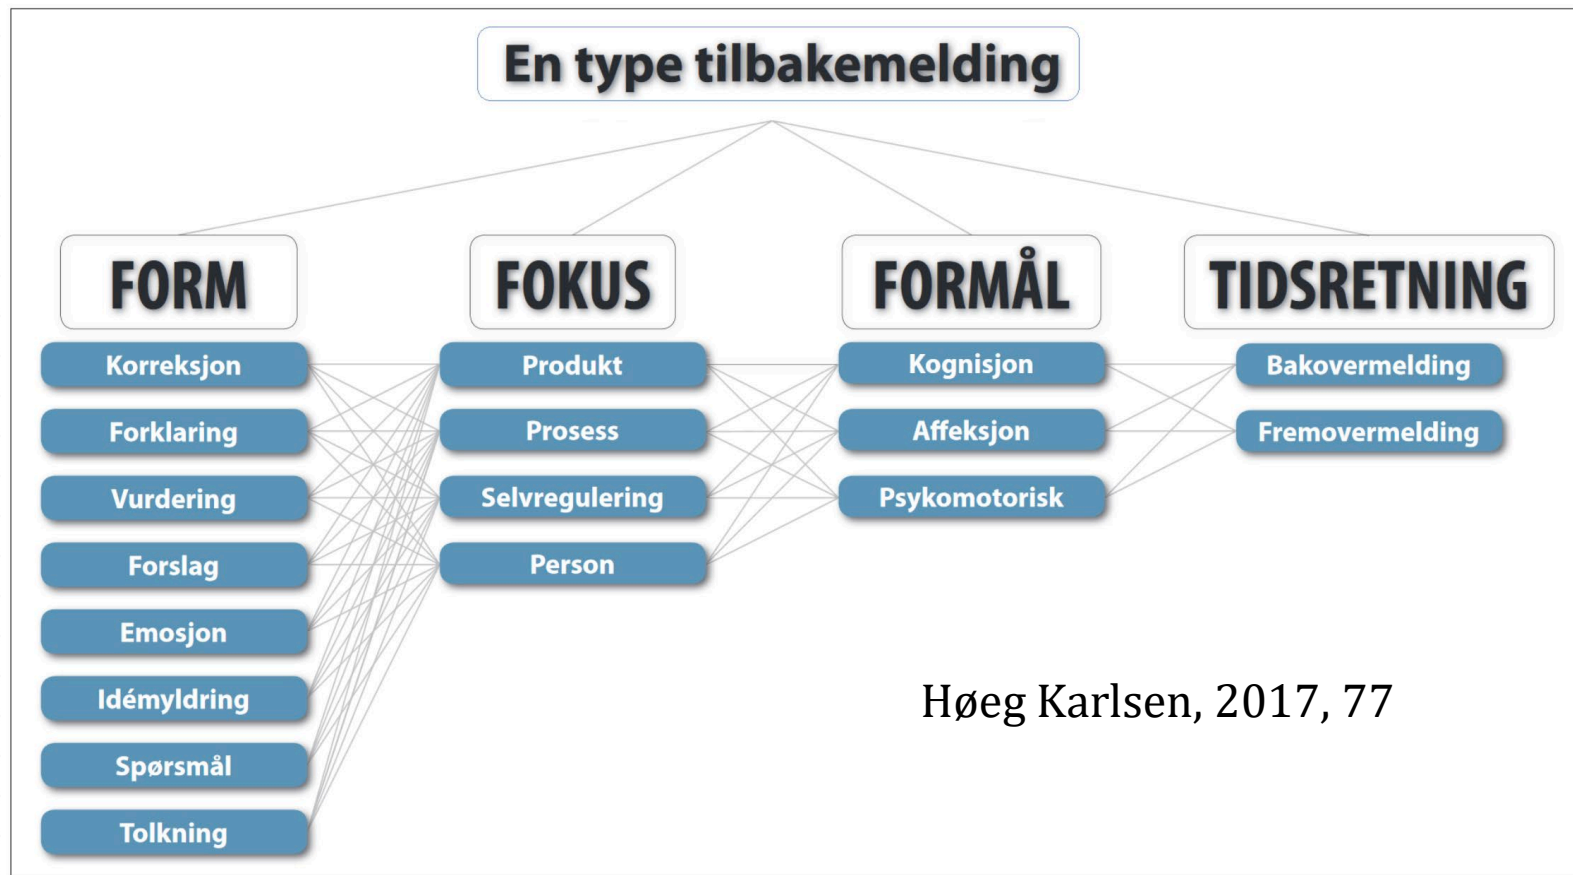 En type tilbakemelding
FORM
Korreksjon
Forklaring
Vurdering
Forslag
Emosjon
Idémyldring
Spørsmål
Tolkning
FOKUS
Produkt
Prosess
Selvregulering
Person
FORMÅL
Kognisjon
Affeksjon
Psykomotorisk
TIDSRETNING
Bakovermelding
Fremovermelding
Høeg Karlsen, 2017, 77